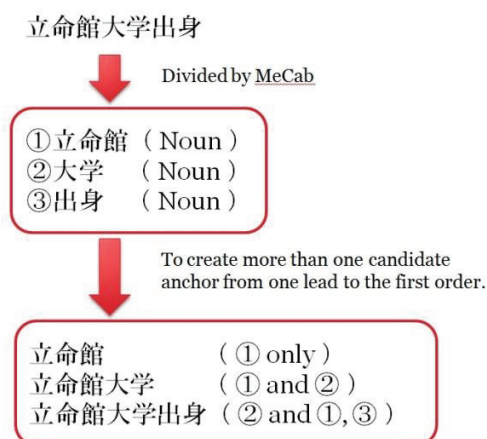 立命館大学出身
Divided by MeCab
①立命館 ( Noun )
②大学 ( Noun )
③出身 ( Noun )
To create more than one candidate
anchor from one lead to the first order.
立命館 ( ① only )
立命館大学 ( ① and ② )
立命館大学出身 ( ② and ①, ③ )